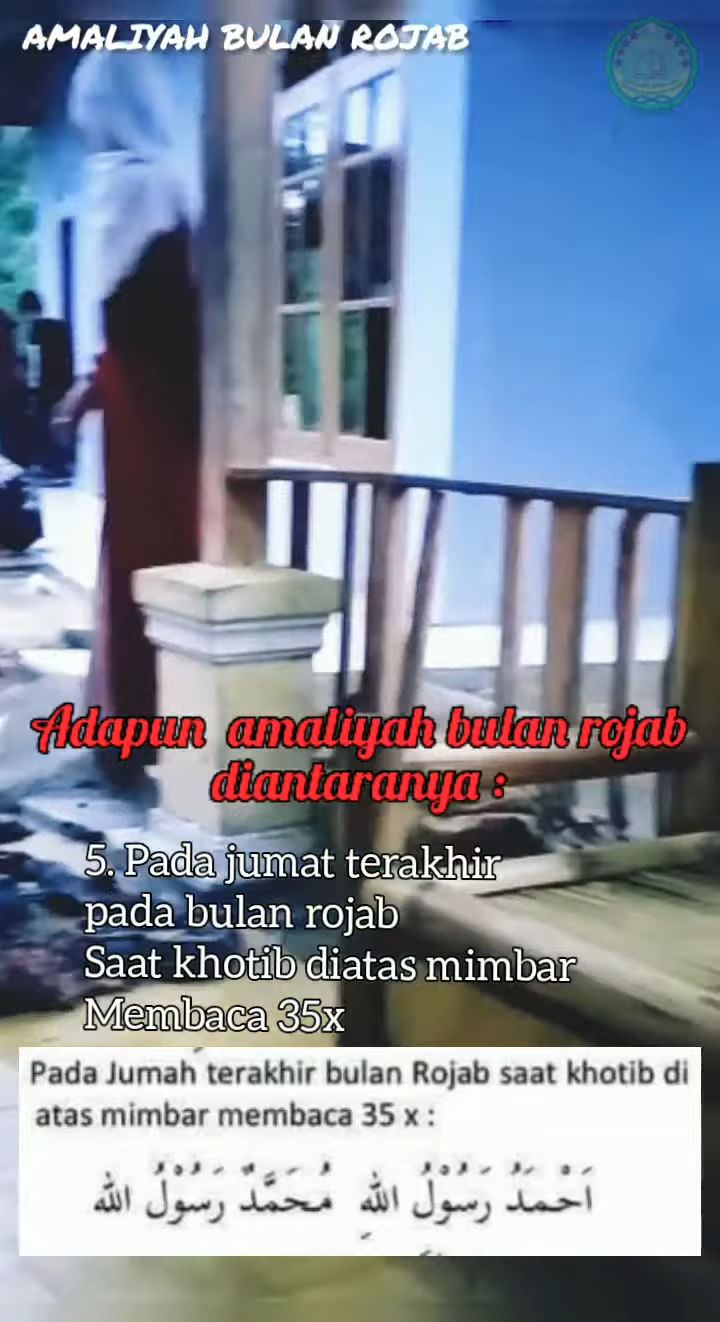 AMALIYAH BULAN ROJAB
Adapun amaliyah bulan rojab
diantaranya :
5. Pada jumat terakhir
pada bulan rojab
Saat khotib diatas mimbar
Membaca 35x
Pada Jumah terakhir bulan Rojab saat khotib di
atas mimbar membaca 35 x :
اَحْمَدُ رَسُوْلُ اللهِ مُحَمَّدٌ رَسُوْلُ اللهِ